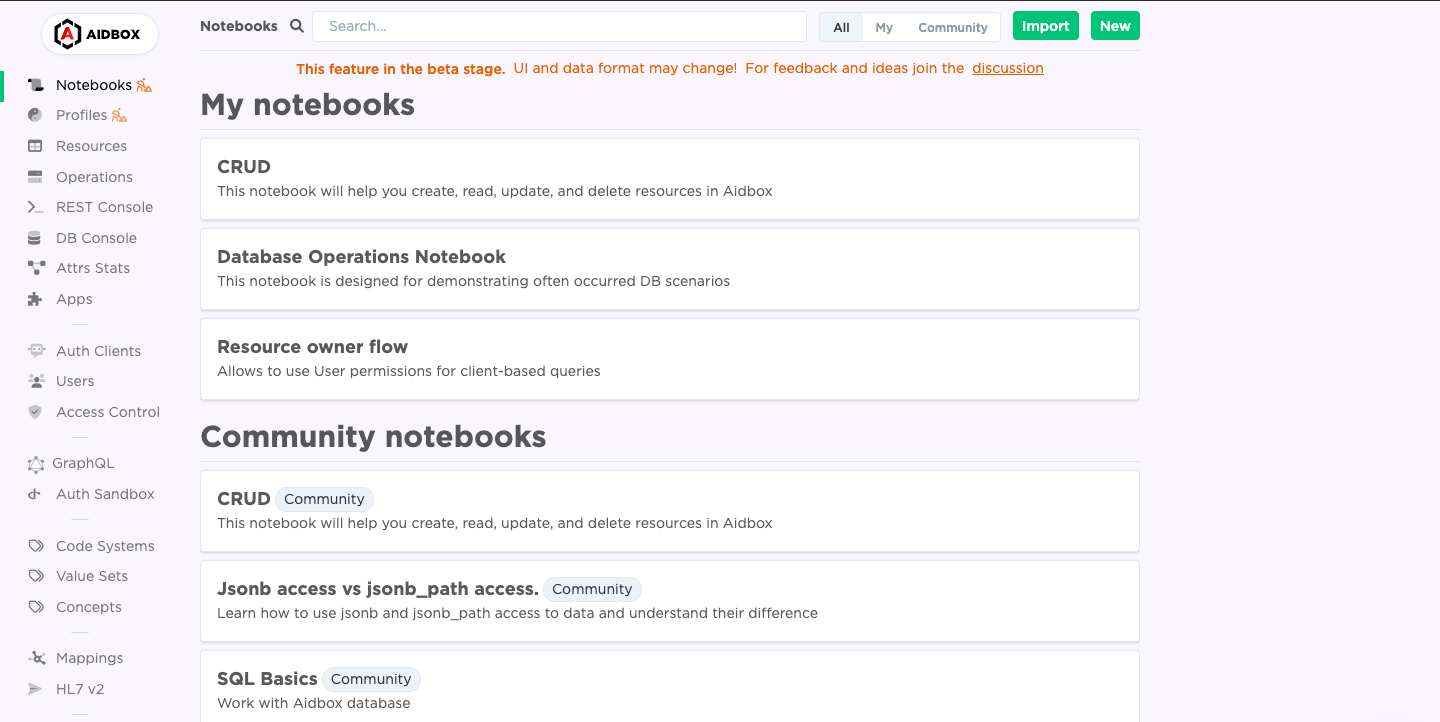 AIDBOX
Notebooks
Profiles
Resources
Operations
REST Console
DB Console
Attrs Stats
Apps
Auth Clients
Users
Access Control
GraphQL
Auth Sandbox
Code Systems
Value Sets
Concepts
Mappings
HL7 v2
Notebooks Search... All My Community Import New
This feature in the beta stage. UI and data format may change! For feedback and ideas join the discussion
My notebooks
CRUD
This notebook will help you create, read, update, and delete resources in Aidbox
Database Operations Notebook
This notebook is designed for demonstrating often occurred DB scenarios
Resource owner flow
Allows to use User permissions for client-based queries
Community notebooks
CRUD Community
This notebook will help you create, read, update, and delete resources in Aidbox
Jsonb access vs jsonb_path access. Community
Learn how to use jsonb and jsonb_path access to data and understand their difference
SQL Basics Community
Work with Aidbox database